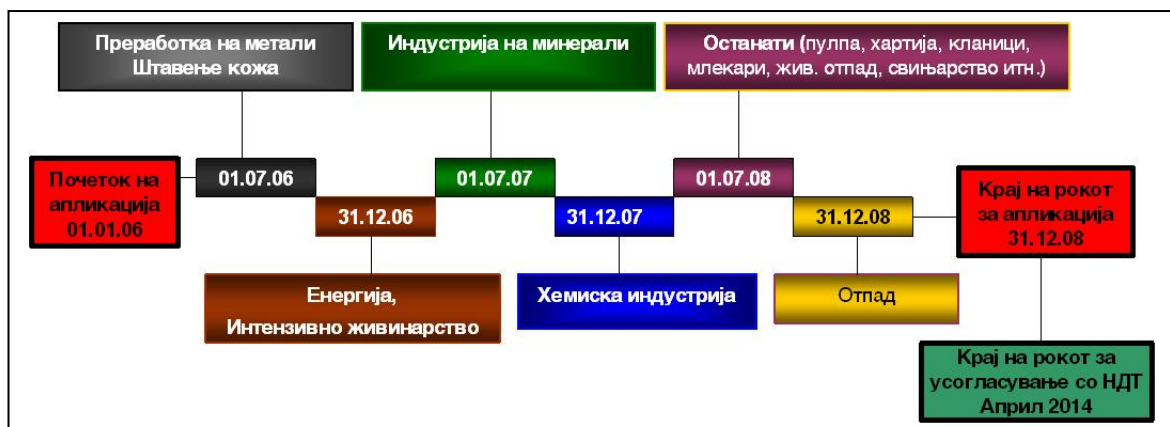 Преработка на метали
Штавење кожа
Индустрија на минерали
Останати (пулпа, хартија, кланици,
млекари, жив. отпад, свињарство итн.)
Почеток на
апликација
01.01.06
01.07.06
31.12.06
01.07.07
31.12.07
01.07.08
31.12.08
Крај на рокот
за апликација
31.12.08
Енергија,
Интензивно живинарство
Хемиска индустрија
Отпад
Крај на рокот за
усогласување со НДТ
Април 2014